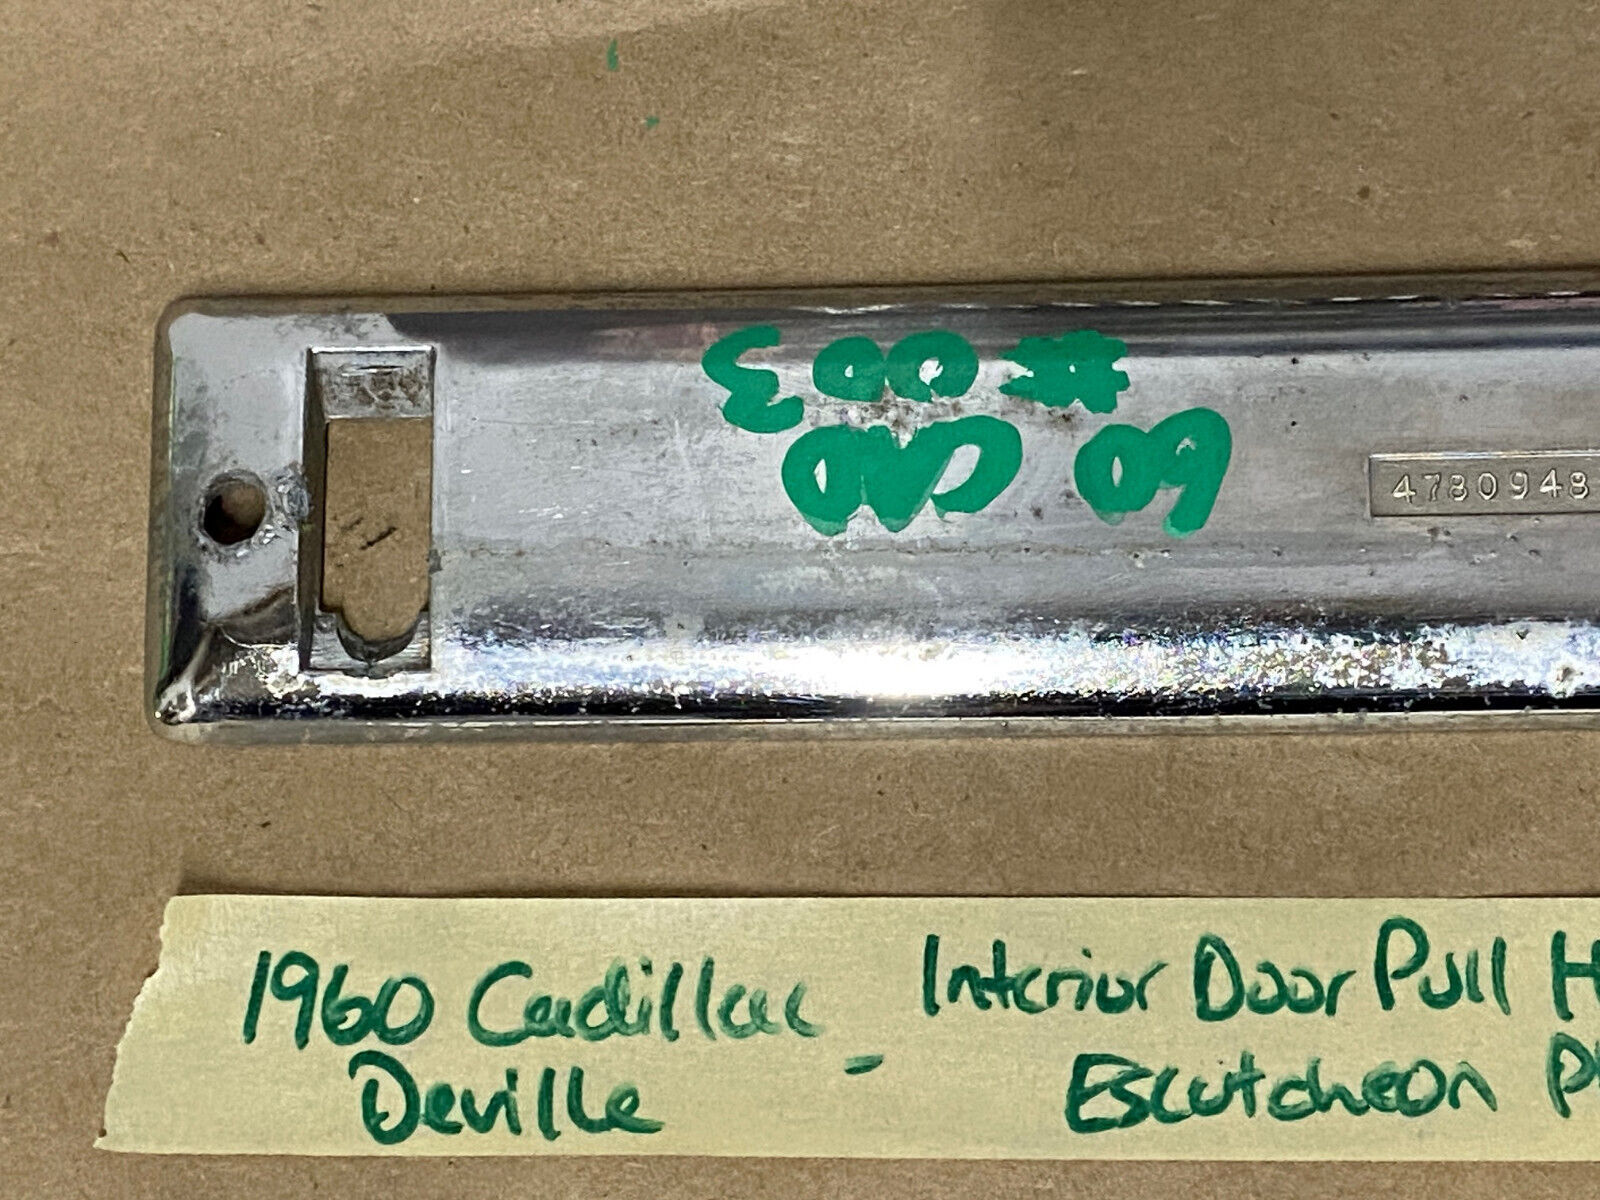 60 CAD
#003
4780948
1960 Cadillac - Interior Door Pull H
Deville Escutcheon Pl